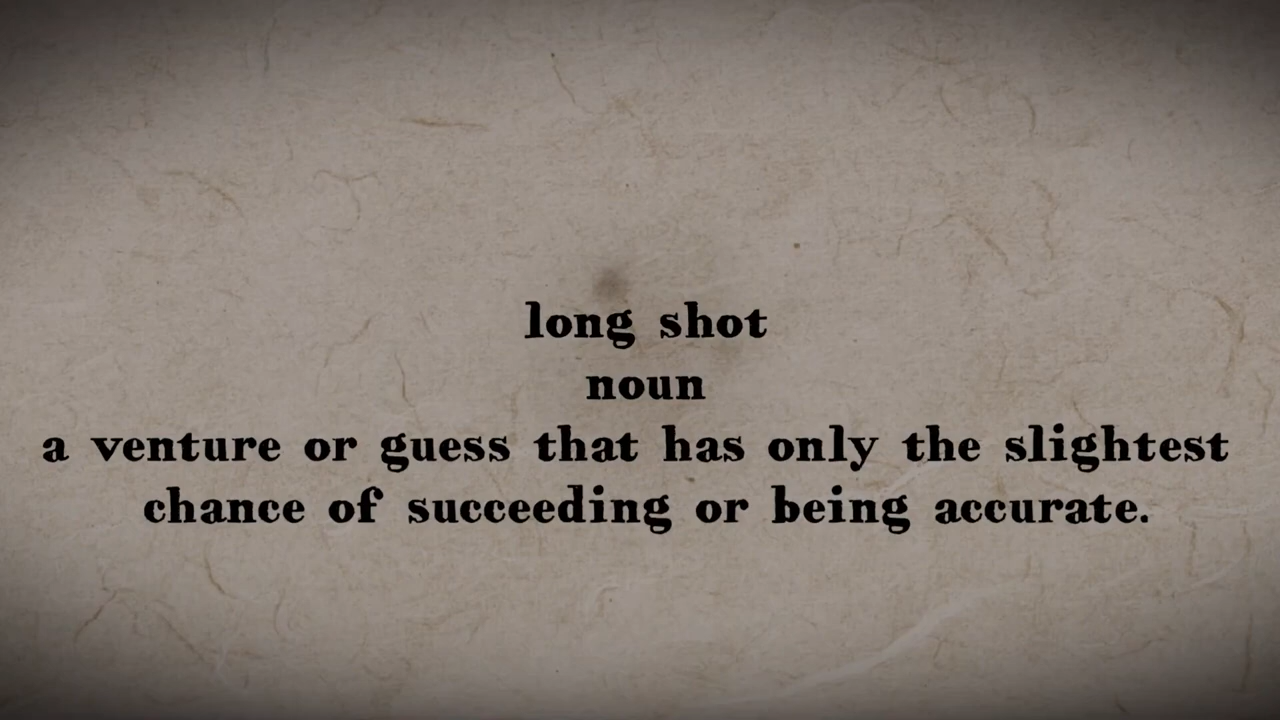 long shot
noun
a venture or guess that has only the slightest
chance of succeeding or being accurate.